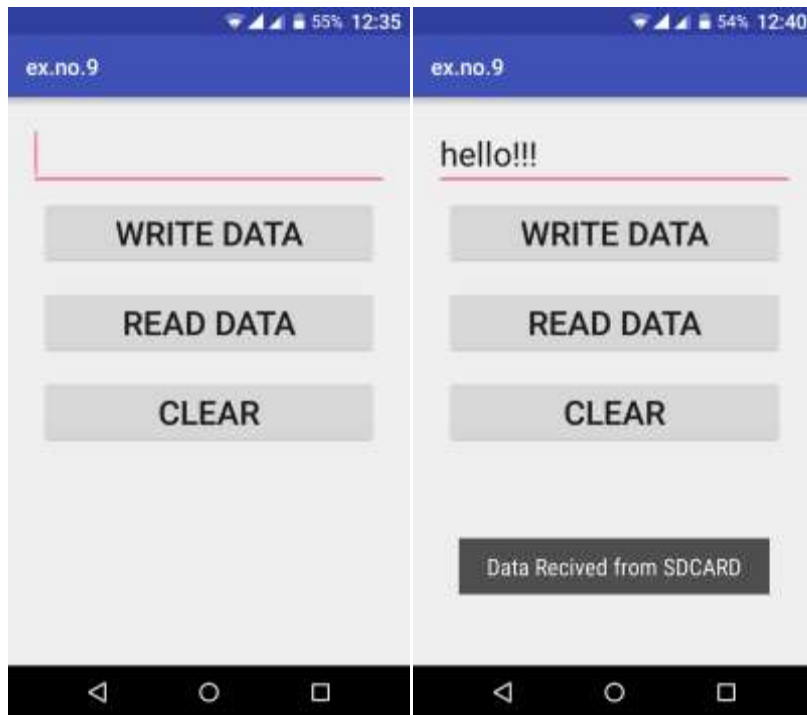 55% 12:35
ex.no.9
WRITE DATA
READ DATA
CLEAR
54% 12:40
ex.no.9
hello!!!
WRITE DATA
READ DATA
CLEAR
Data Recived from SDCARD